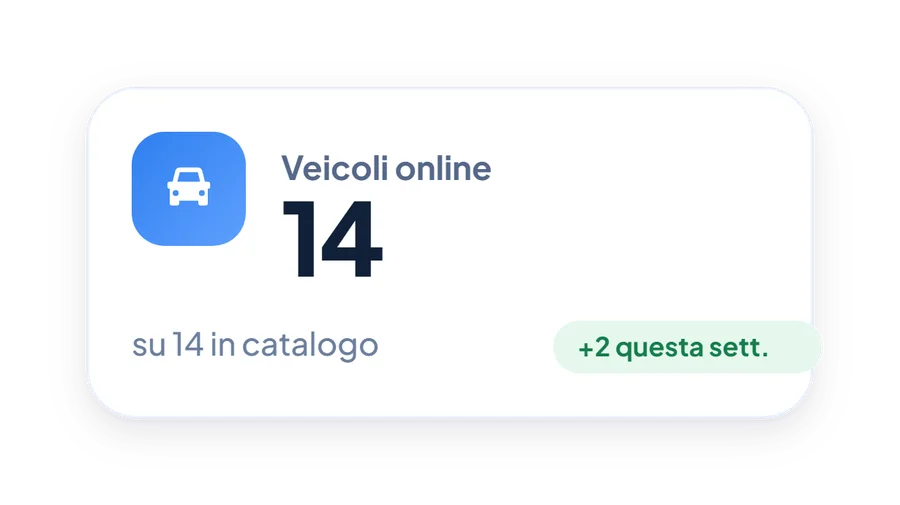 Veicoli online
14
su 14 in catalogo
+2 questa sett.